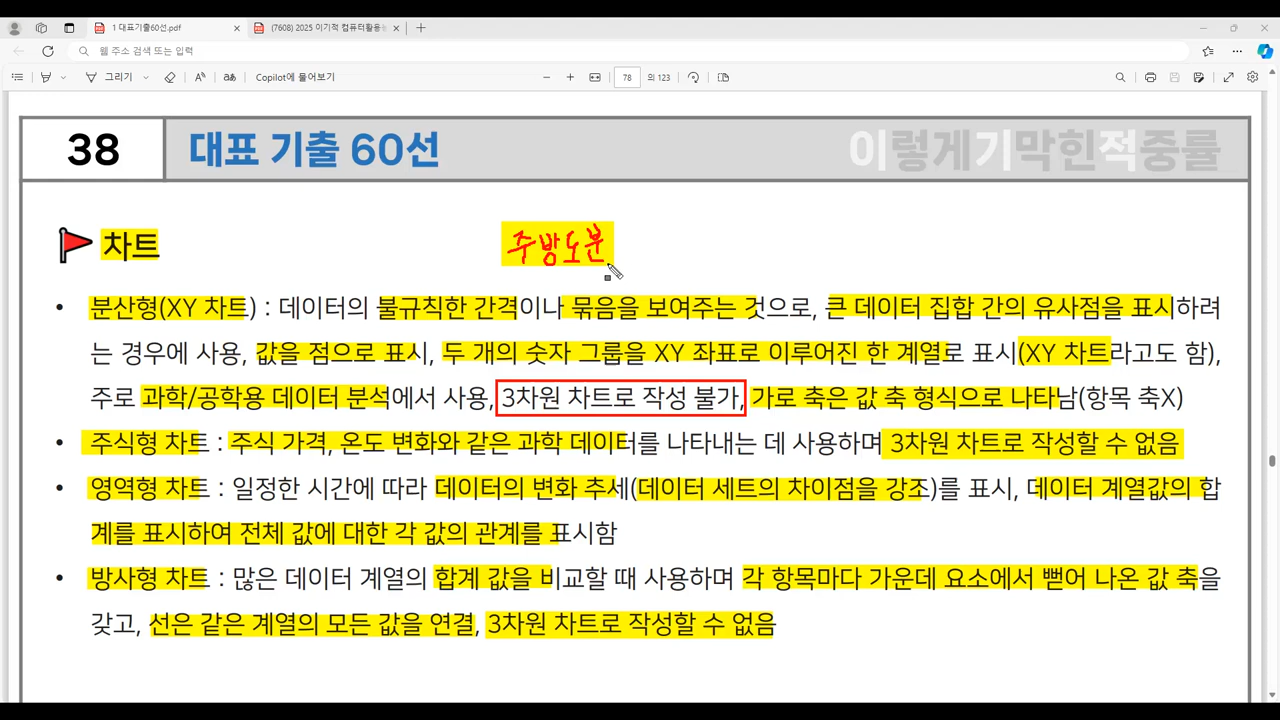 1 대표기출60선.pdf
(7608) 2025 이기적 컴퓨터활용능
웹 주소 검색 또는 입력
그리기
Copilot에 물어보기
78 의 123
38 대표 기출 60선 이렇게기막힌적중률
차트 주방도분
• 분산형(XY 차트) : 데이터의 불규칙한 간격이나 묶음을 보여주는 것으로, 큰 데이터 집합 간의 유사점을 표시하려
는 경우에 사용, 값을 점으로 표시, 두 개의 숫자 그룹을 XY 좌표로 이루어진 한 계열로 표시(XY 차트라고도 함),
주로 과학/공학용 데이터 분석에서 사용, 3차원 차트로 작성 불가, 가로 축은 값 축 형식으로 나타남(항목 축X)
• 주식형 차트 : 주식 가격, 온도 변화와 같은 과학 데이터를 나타내는 데 사용하며 3차원 차트로 작성할 수 없음
• 영역형 차트 : 일정한 시간에 따라 데이터의 변화 추세(데이터 세트의 차이점을 강조)를 표시, 데이터 계열값의 합
계를 표시하여 전체 값에 대한 각 값의 관계를 표시함
• 방사형 차트 : 많은 데이터 계열의 합계 값을 비교할 때 사용하며 각 항목마다 가운데 요소에서 뻗어 나온 값 축을
갖고, 선은 같은 계열의 모든 값을 연결, 3차원 차트로 작성할 수 없음